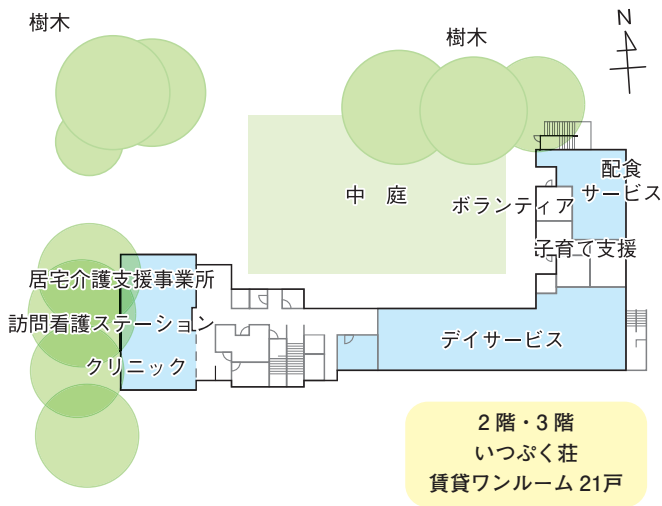 樹木
N
樹木
配食
サービス
中 庭
ボランティア
子育て支援
居宅介護支援事業所
訪問看護ステーション
デイサービス
クリニック
2 階・3 階
いつぷく荘
賃貸ワンルーム 21戸